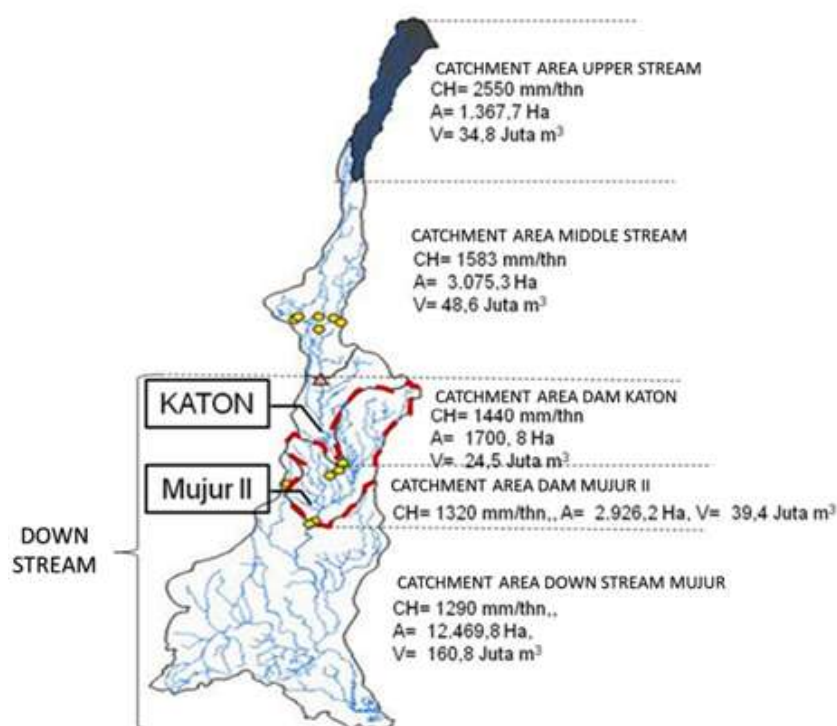 CATCHMENT AREA UPPER STREAM
CH= 2550 mm/thn
A= 1.367,7 Ha
V= 34,8 Juta m³
CATCHMENT AREA MIDDLE STREAM
CH= 1583 mm/thn
A= 3.075,3 Ha
V= 48,6 Juta m³
KATON
CATCHMENT AREA DAM KATON
CH= 1440 mm/thn
A= 1700, 8 Ha
V= 24,5 Juta m³
Mujur II
CATCHMENT AREA DAM MUJUR II
CH= 1320 mm/thn,, A= 2.926,2 Ha, V= 39,4 Juta m³
DOWN
STREAM
CATCHMENT AREA DOWN STREAM MUJUR
CH= 1290 mm/thn,,
A= 12.469,8 Ha,
V= 160,8 Juta m³